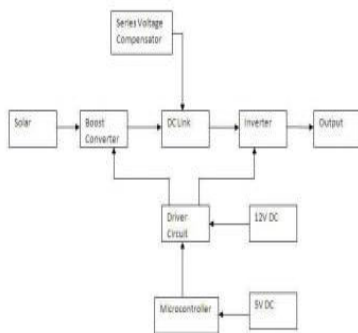 Series Voltage
Compensator
Solar
Boost
Converter
DC Link
Inverter
Output
Driver
Circuit
12V DC
Microcontroller
5V DC